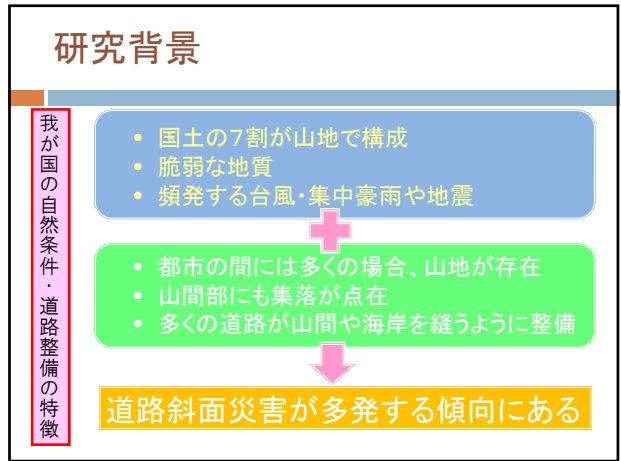 研究背景
我が国の自然条件・道路整備の特徴
• 国土の7割が山地で構成
• 脆弱な地質
• 頻発する台風・集中豪雨や地震
• 都市の間には多くの場合、山地が存在
• 山間部にも集落が点在
• 多くの道路が山間や海岸を縫うように整備
道路斜面災害が多発する傾向にある